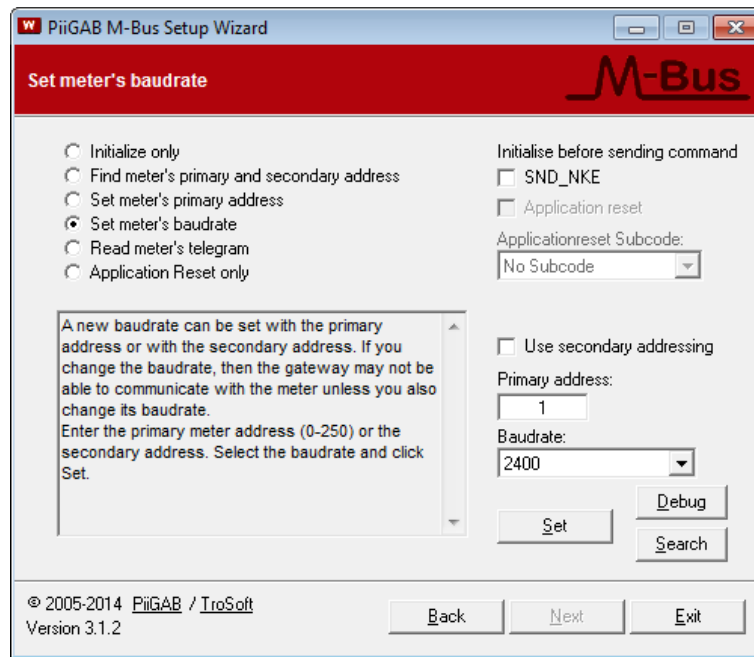 W PiiGAB M-Bus Setup Wizard
Set meter's baudrate
M-Bus
Initialize only
Find meter's primary and secondary address
Set meter's primary address
Set meter's baudrate
Read meter's telegram
Application Reset only
A new baudrate can be set with the primary
address or with the secondary address. If you
change the baudrate, then the gateway may not be
able to communicate with the meter unless you also
change its baudrate.
Enter the primary meter address (0-250) or the
secondary address. Select the baudrate and click
Set.
Initialise before sending command
SND_NKE
Application reset
Applicationreset Subcode:
No Subcode
Use secondary addressing
Primary address:
1
Baudrate:
2400
Set
Debug
Search
© 2005-2014 PiiGAB / TroSoft
Version 3.1.2
Back
Next
Exit